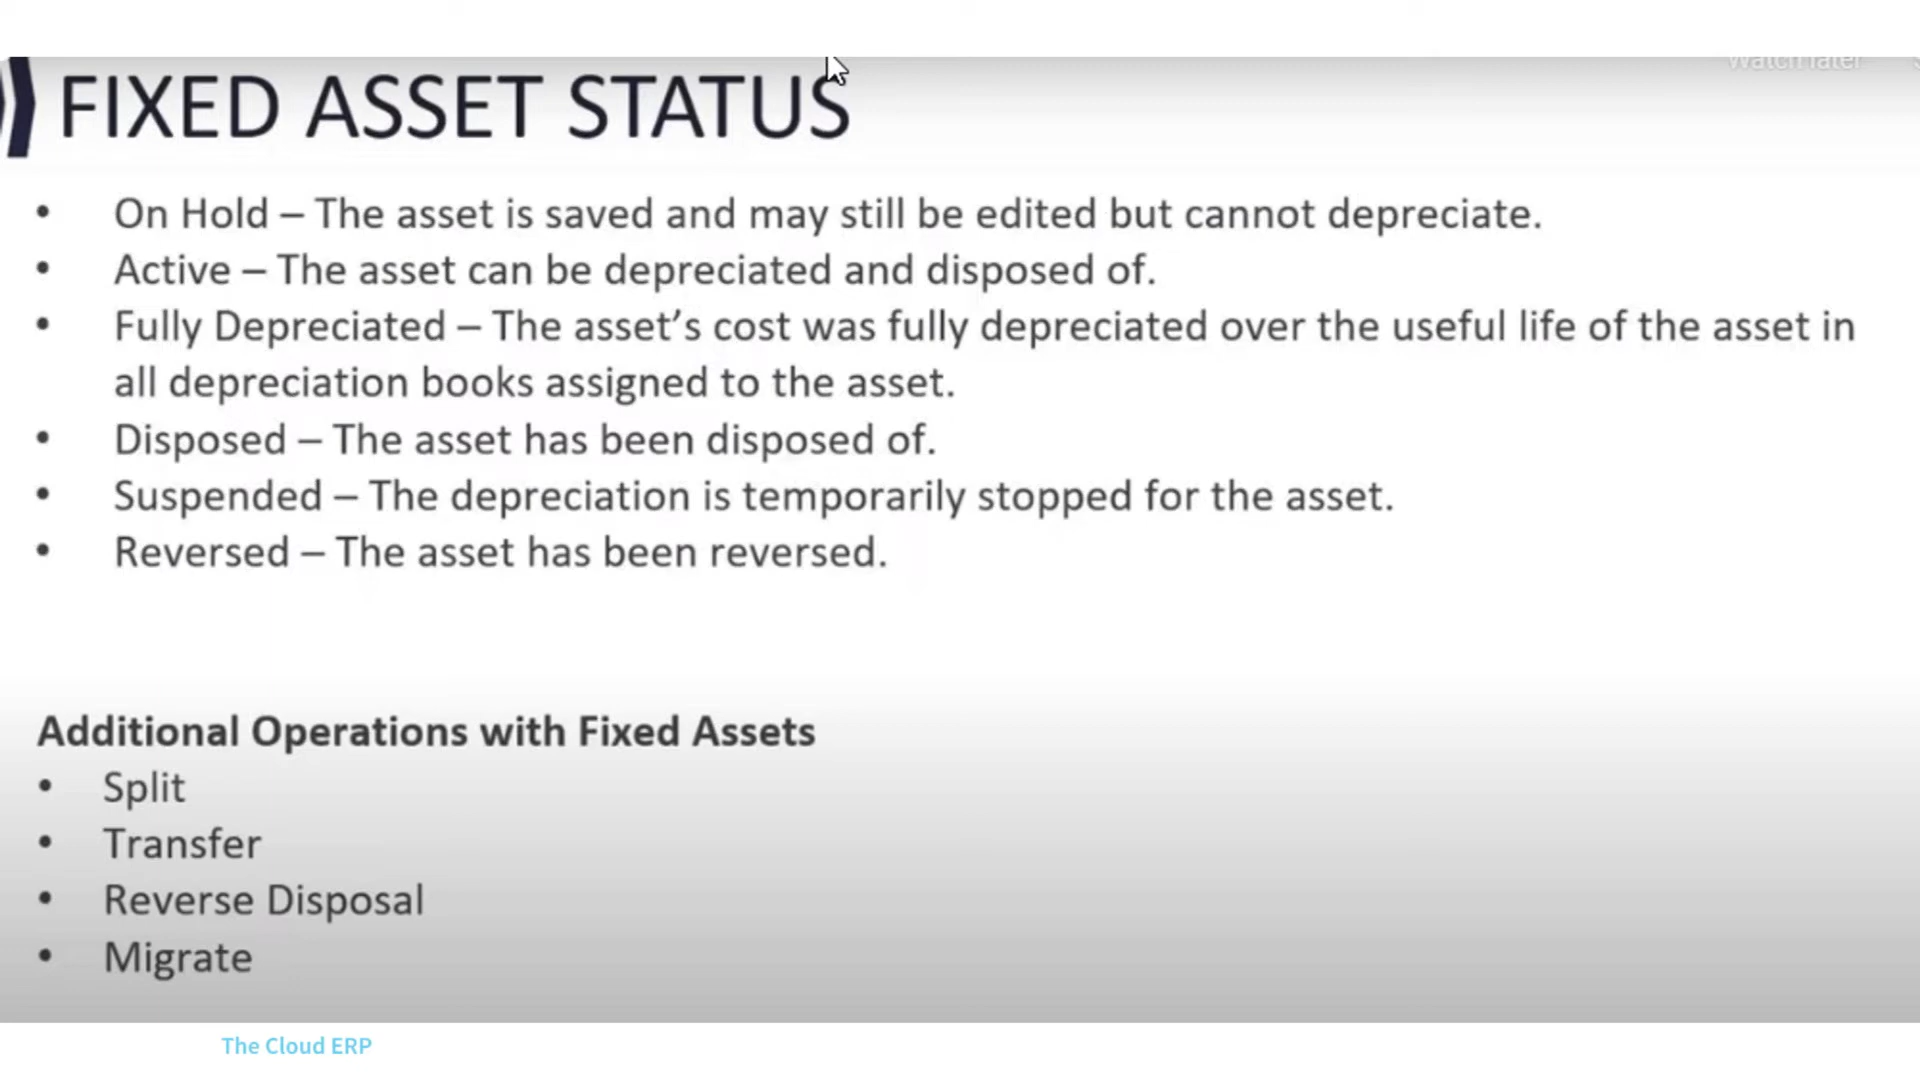 Watch later
FIXED ASSET STATUS
• On Hold – The asset is saved and may still be edited but cannot depreciate.
• Active – The asset can be depreciated and disposed of.
• Fully Depreciated – The asset’s cost was fully depreciated over the useful life of the asset in
all depreciation books assigned to the asset.
• Disposed – The asset has been disposed of.
• Suspended – The depreciation is temporarily stopped for the asset.
• Reversed – The asset has been reversed.
Additional Operations with Fixed Assets
• Split
• Transfer
• Reverse Disposal
• Migrate
The Cloud ERP